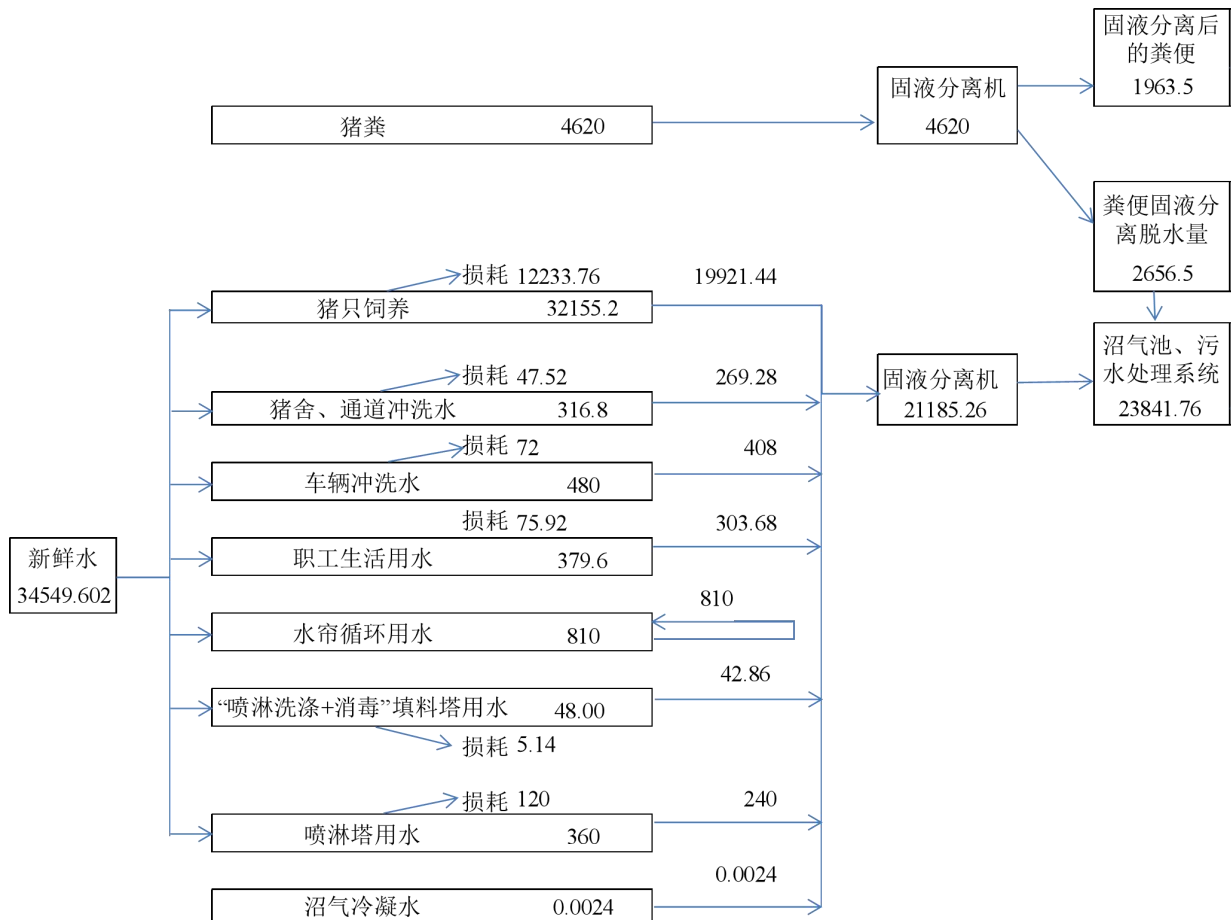 固液分离后
的粪便
1963.5
固液分离机
4620
猪粪 4620
粪便固液分
离脱水量
2656.5
损耗 12233.76 19921.44
猪只饲养 32155.2
沼气池、污
水处理系统
23841.76
固液分离机
21185.26
损耗 47.52 269.28
猪舍、通道冲洗水 316.8
损耗 72 408
车辆冲洗水 480
损耗 75.92 303.68
职工生活用水 379.6
新鲜水
34549.602
810
水帘循环用水 810
42.86
“喷淋洗涤+消毒”填料塔用水 48.00
损耗 5.14
损耗 120 240
喷淋塔用水 360
0.0024
沼气冷凝水 0.0024